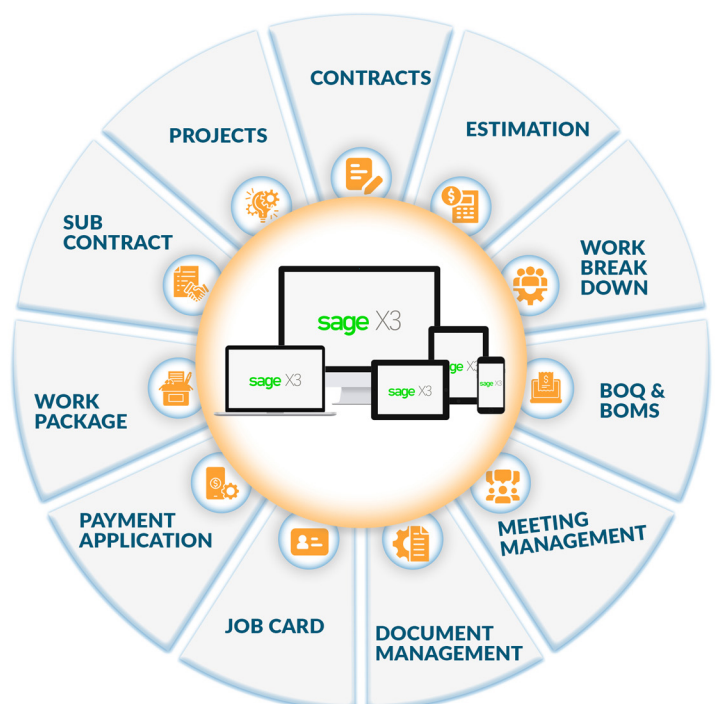 CONTRACTS
ESTIMATION
WORK
BREAK
DOWN
BOQ &
BOMS
MEETING
MANAGEMENT
DOCUMENT
MANAGEMENT
JOB CARD
PAYMENT
APPLICATION
WORK
PACKAGE
SUB
CONTRACT
PROJECTS
sage X3
sage X3
sage X3
ge X3
sage X3